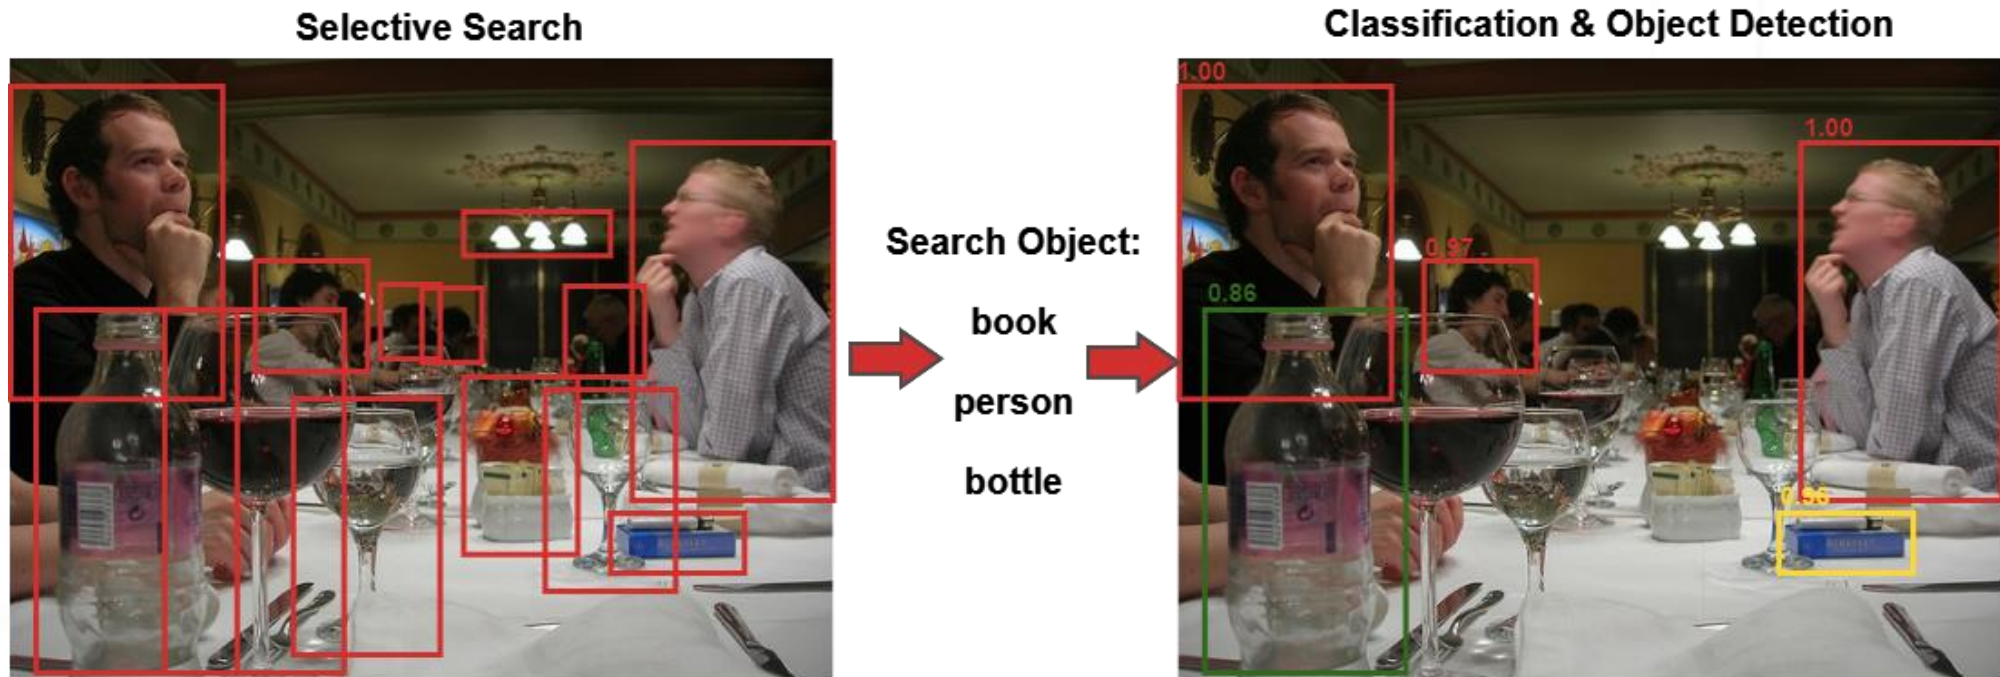 Selective Search
Classification & Object Detection
Search Object:
book
person
bottle
1.00
1.00
0.97
0.86
0.96